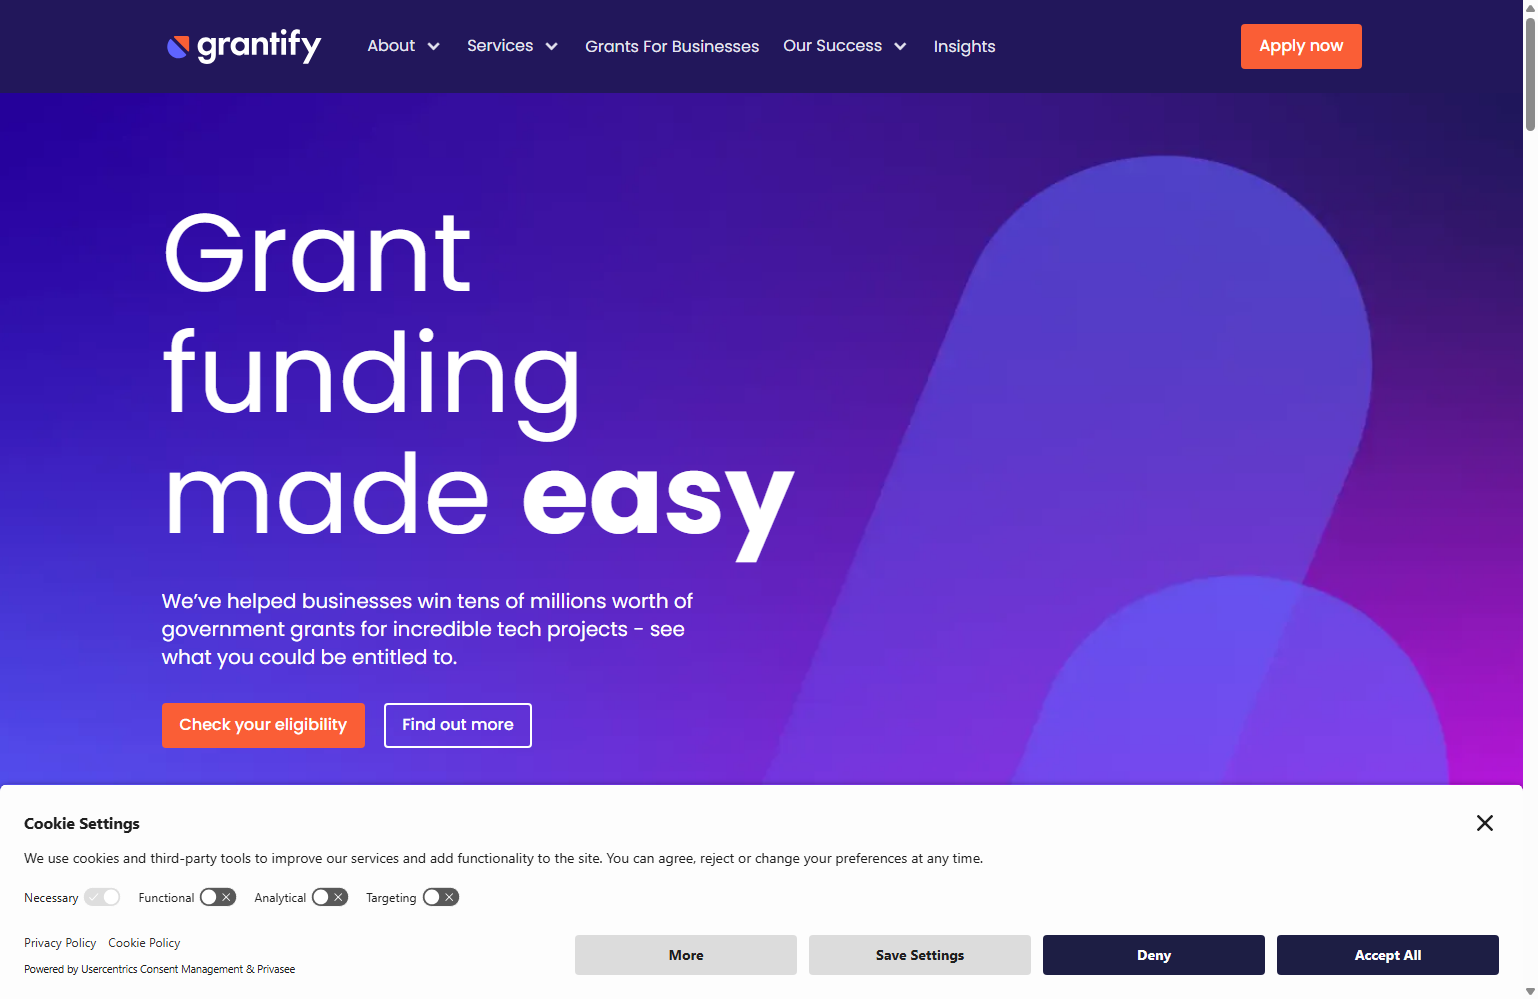 grantify
About
Services
Grants For Businesses
Our Success
Insights
Apply now
Grant
funding
made easy
We've helped businesses win tens of millions worth of
government grants for incredible tech projects - see
what you could be entitled to.
Check your eligibility
Find out more
Cookie Settings
We use cookies and third-party tools to improve our services and add functionality to the site. You can agree, reject or change your preferences at any time.
Necessary
Functional
Analytical
Targeting
Privacy Policy
Cookie Policy
Powered by Usercentrics Consent Management & Privasee
More
Save Settings
Deny
Accept All